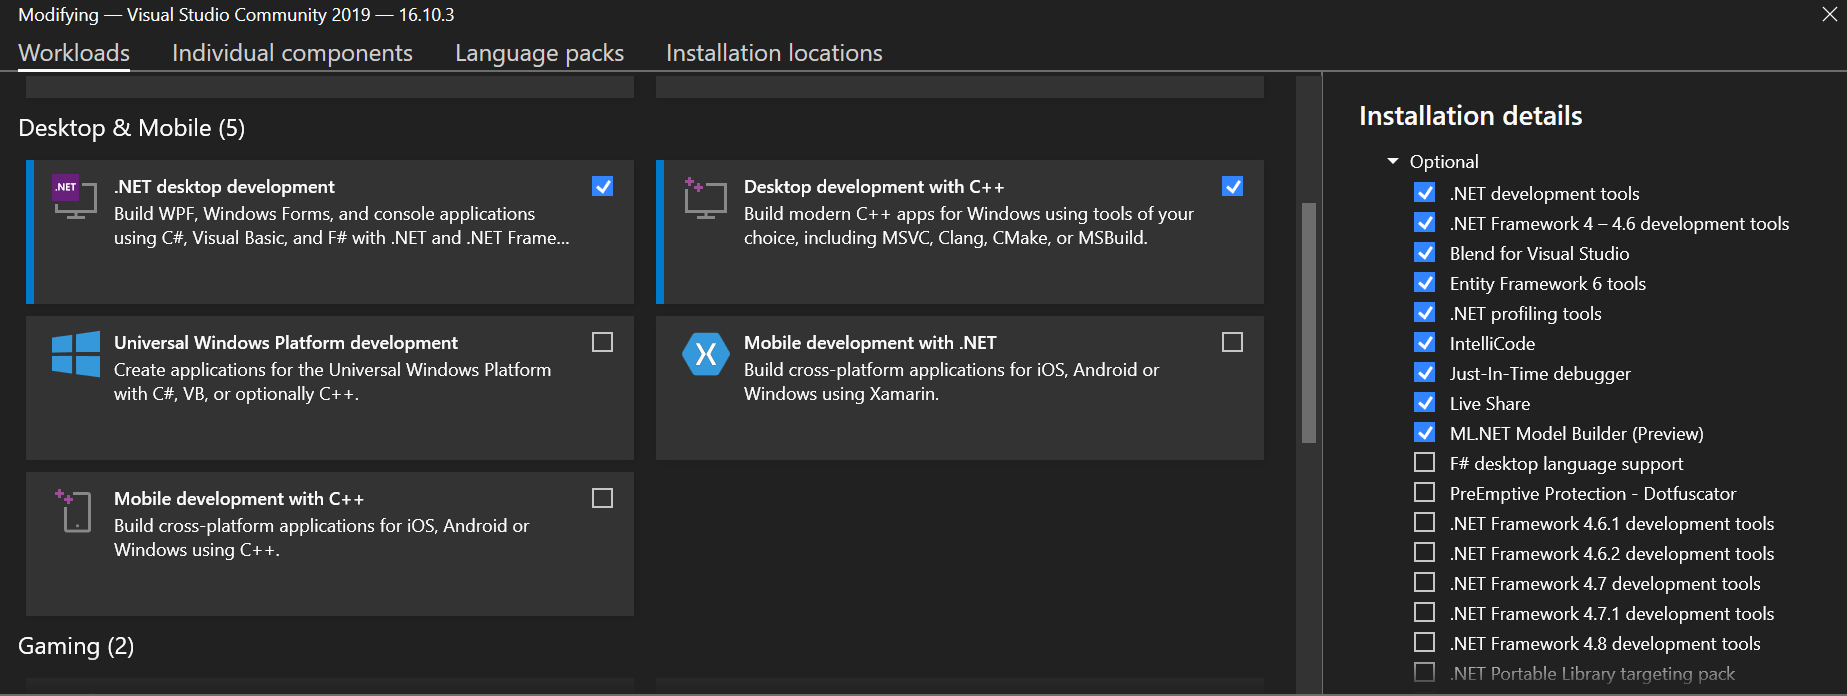 Modifying — Visual Studio Community 2019 — 16.10.3
Workloads
Individual components
Language packs
Installation locations
Desktop & Mobile (5)
.NET
.NET desktop development
Build WPF, Windows Forms, and console applications
using C#, Visual Basic, and F# with .NET and .NET Frame...
Desktop development with C++
Build modern C++ apps for Windows using tools of your
choice, including MSVC, Clang, CMake, or MSBuild.
Universal Windows Platform development
Create applications for the Universal Windows Platform
with C#, VB, or optionally C++.
Mobile development with .NET
Build cross-platform applications for iOS, Android or
Windows using Xamarin.
Mobile development with C++
Build cross-platform applications for iOS, Android or
Windows using C++.
Gaming (2)
Installation details
Optional
.NET development tools
.NET Framework 4 – 4.6 development tools
Blend for Visual Studio
Entity Framework 6 tools
.NET profiling tools
IntelliCode
Just-In-Time debugger
Live Share
ML.NET Model Builder (Preview)
F# desktop language support
PreEmptive Protection - Dotfuscator
.NET Framework 4.6.1 development tools
.NET Framework 4.6.2 development tools
.NET Framework 4.7 development tools
.NET Framework 4.7.1 development tools
.NET Framework 4.8 development tools
.NET Portable Library targeting pack